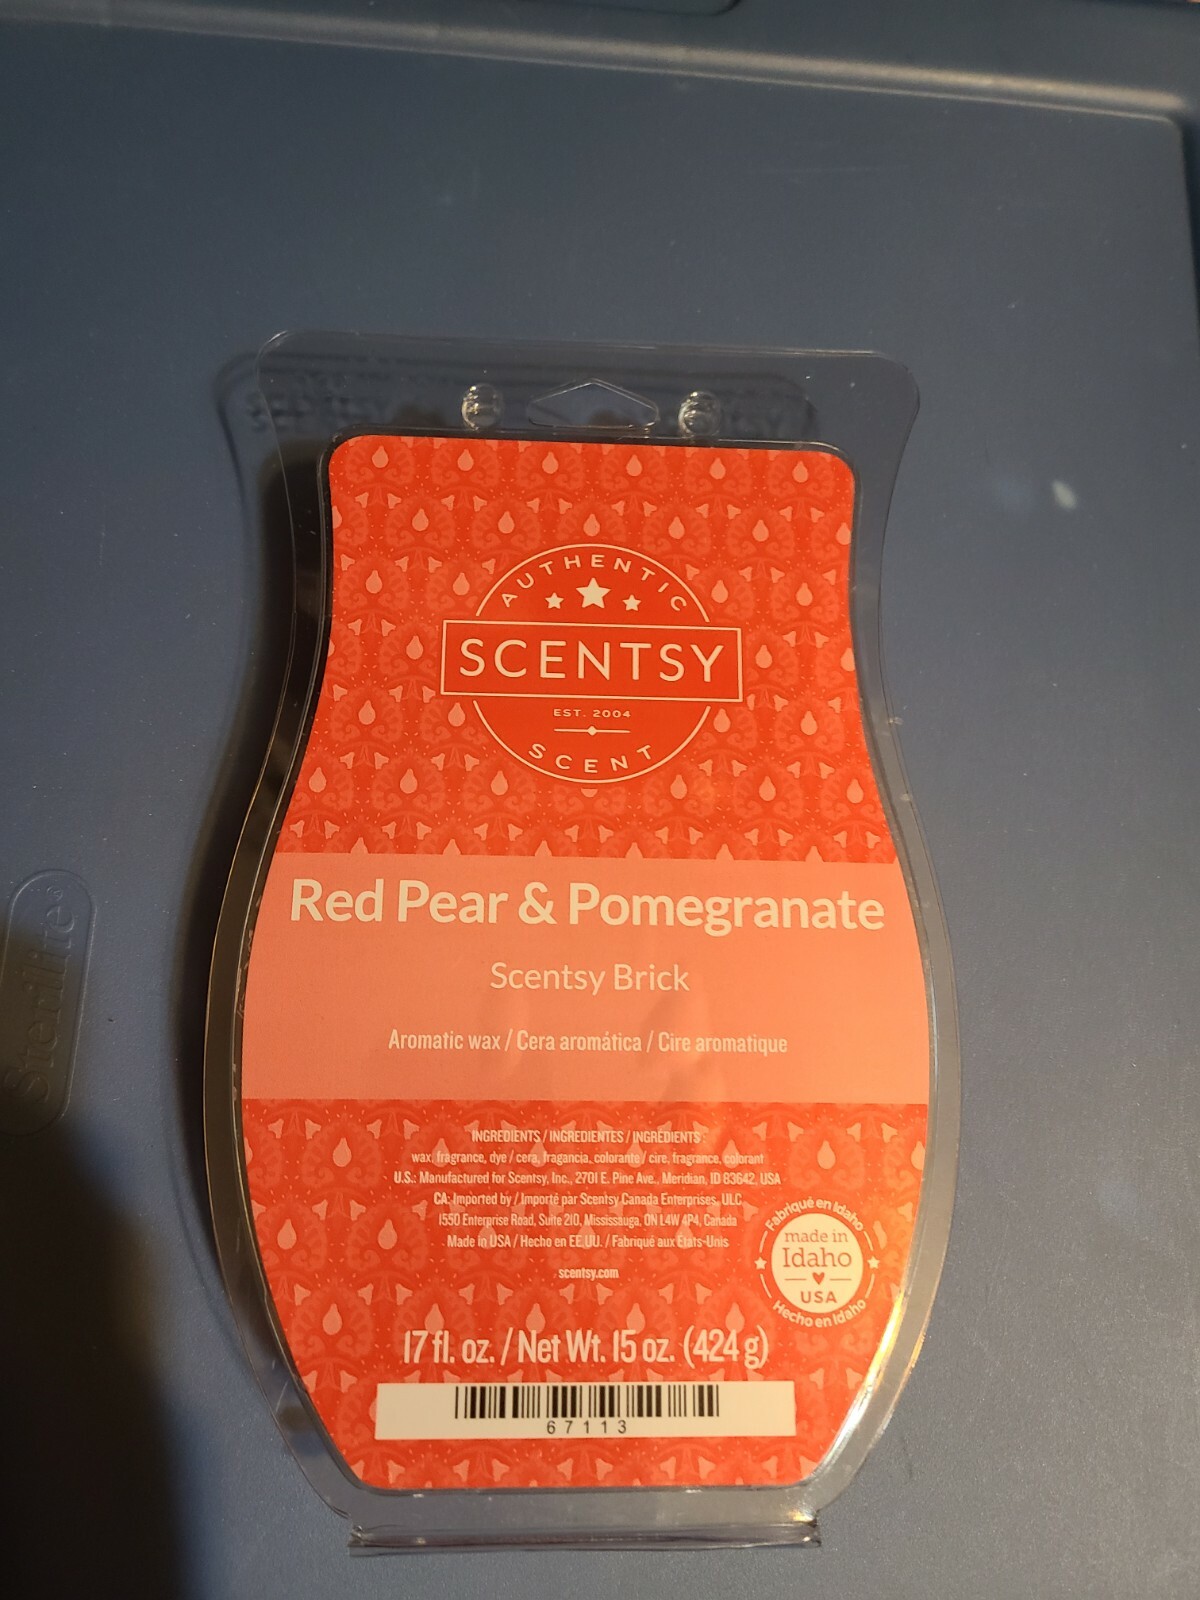 AUTHENTIC
SCENTSY
EST. 2004
SCENT
Red Pear & Pomegranate
Scentsy Brick
Aromatic wax / Cera aromática / Cire aromatique
INGREDIENTS / INGREDIENTES / INGRÉDIENTS :
wax, fragrance, dye / cera, fragancia, colorante / cire, fragrance, colorant
U.S.: Manufactured for Scentsy, Inc., 2701 E. Pine Ave., Meridian, ID 83642, USA
CA: Imported by / Importé par Scentsy Canada Enterprises, ULC
1550 Enterprise Road, Suite 210, Mississauga, ON L4W 4P4, Canada
Made in USA / Hecho en EE.UU. / Fabriqué aux États-Unis
scentsy.com
Fabriqué en Idaho
made in
Idaho
USA
Hecho en Idaho
17 fl. oz. / Net Wt. 15 oz. (424 g)
67113
Sterilite®